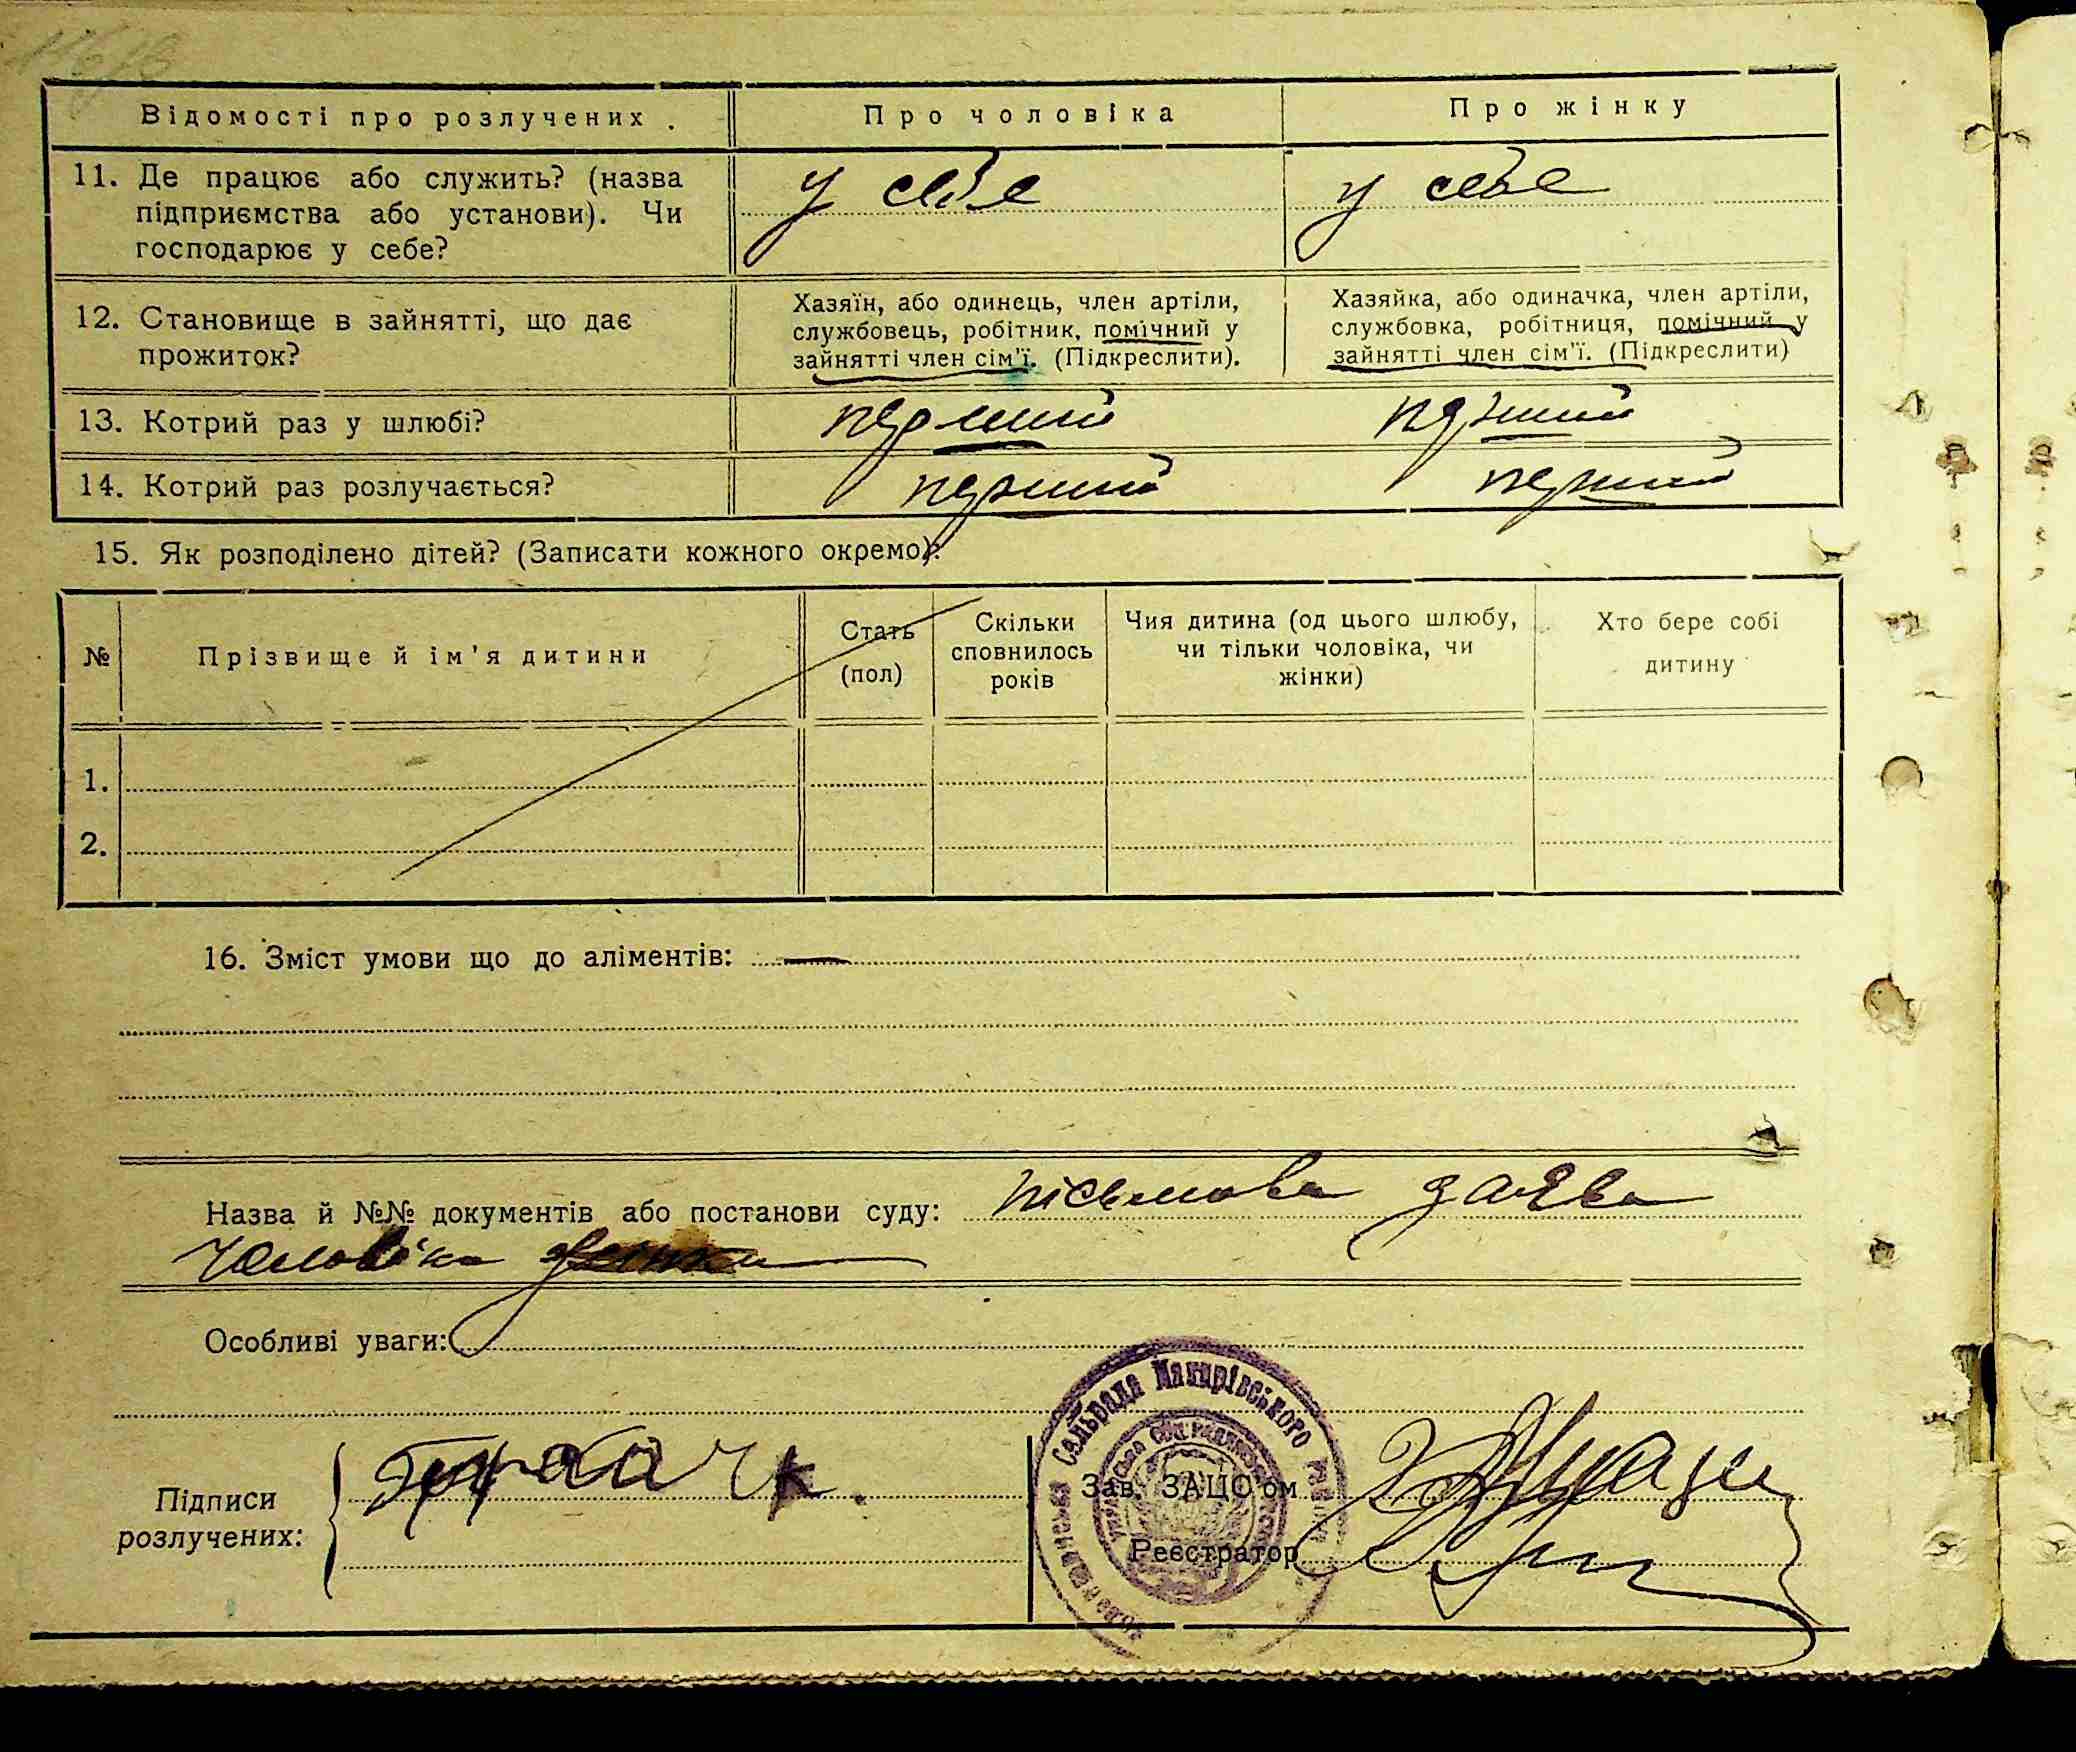 Відомості про розлучених. Про чоловіка Про жінку
11. Де працює або служить? (назва у себе у себе
підприємства або установи). Чи
господарює у себе?
12. Становище в зайнятті, що дає
прожиток?
Хазяїн, або одинець, член артіли,
службовець, робітник, помічний у
зайнятті член сім'ї. (Підкреслити).
Хазяйка, або одиначка, член артіли,
службовка, робітниця, помічний у
зайнятті член сім'ї. (Підкреслити)
13. Котрий раз у шлюбі? перший перший
14. Котрий раз розлучається? перший перший
15. Як розподілено дітей? (Записати кожного окремо):
№
Прізвище й ім'я дитини
Стать
(пол)
Скільки
сповнилось
років
Чия дитина (од цього шлюбу,
чи тільки чоловіка, чи
жінки)
Хто бере собі
дитину
1.
2.
16. Зміст умови що до аліментів: —
Назва й №№ документів або постанови суду: письмова заява
чоловіка
Особливі уваги:
Підписи
розлучених:
Сельрада Макарівського
Зав. ЗАЦС'ом
Реєстратор